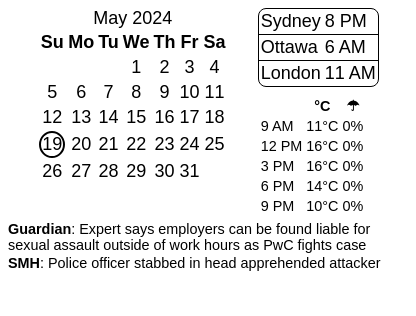 May 2024
Su Mo Tu We Th Fr Sa
1 2 3 4
5 6 7 8 9 10 11
12 13 14 15 16 17 18
19 20 21 22 23 24 25
26 27 28 29 30 31
Sydney 8 PM
Ottawa 6 AM
London 11 AM
°C ☂
9 AM 11°C 0%
12 PM 16°C 0%
3 PM 16°C 0%
6 PM 14°C 0%
9 PM 10°C 0%
Guardian: Expert says employers can be found liable for
sexual assault outside of work hours as PwC fights case
SMH: Police officer stabbed in head apprehended attacker